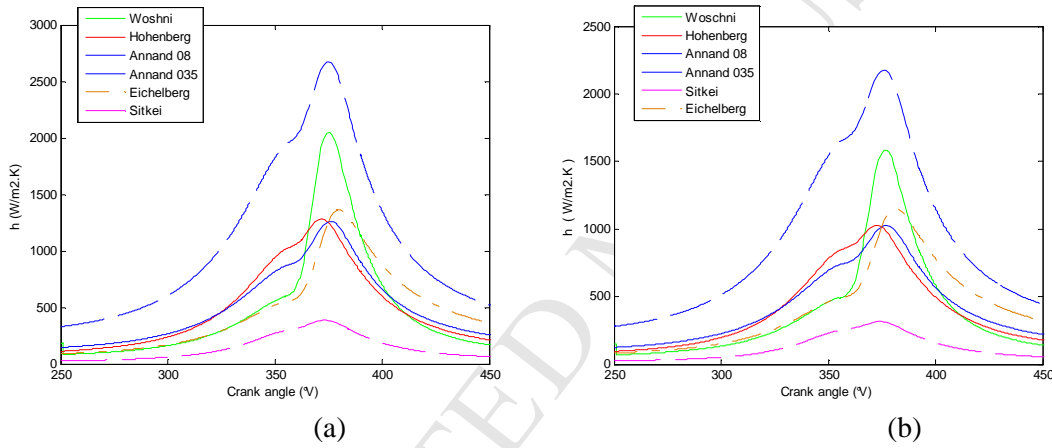 3000
2500
2000
1500
1000
500
0
h (W/m2.K)
250
300
350
400
450
Crank angle (°V)
Woshni
Hohenberg
Annand 08
Annand 035
Eichelberg
Sitkei
(a)
2500
2000
1500
1000
500
0
h ( W/m2.K )
250
300
350
400
450
Crank angle (°V)
Woschni
Hohenberg
Annand 08
Annand 035
Sitkei
Eichelberg
(b)
TED M